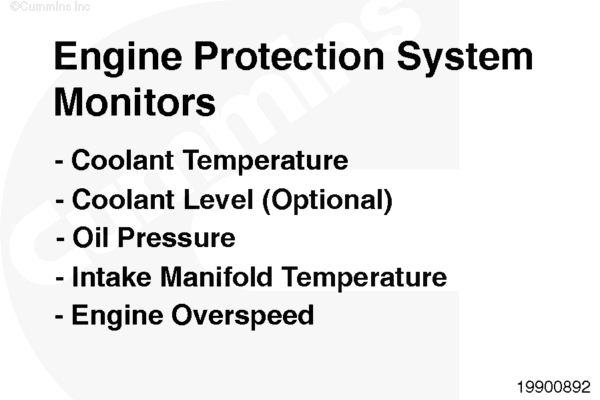 ©Cummins Inc
Engine Protection System
Monitors
- Coolant Temperature
- Coolant Level (Optional)
- Oil Pressure
- Intake Manifold Temperature
- Engine Overspeed
Cummins
19900892